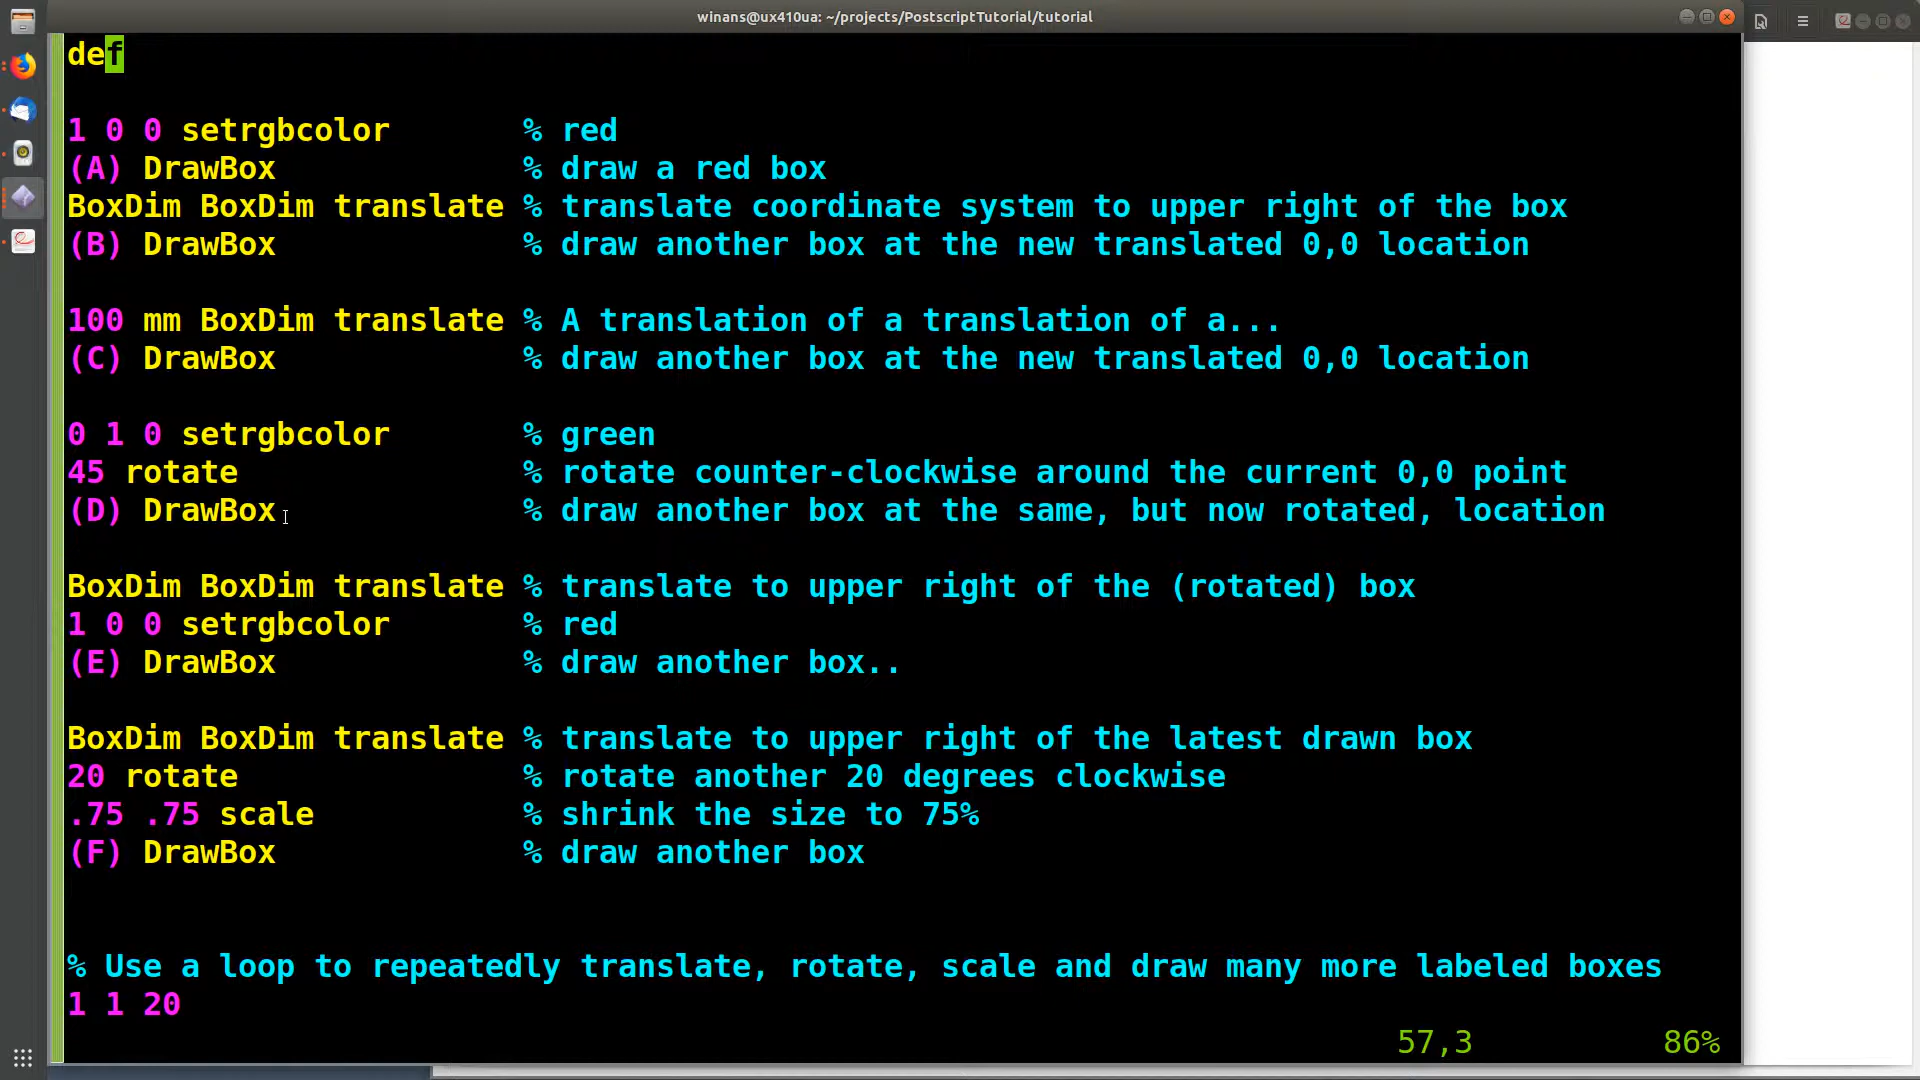 winans@ux410ua: ~/projects/PostscriptTutorial/tutorial
def
1 0 0 setrgbcolor % red
(A) DrawBox % draw a red box
BoxDim BoxDim translate % translate coordinate system to upper right of the box
(B) DrawBox % draw another box at the new translated 0,0 location
100 mm BoxDim translate % A translation of a translation of a...
(C) DrawBox % draw another box at the new translated 0,0 location
0 1 0 setrgbcolor % green
45 rotate % rotate counter-clockwise around the current 0,0 point
(D) DrawBox % draw another box at the same, but now rotated, location
BoxDim BoxDim translate % translate to upper right of the (rotated) box
1 0 0 setrgbcolor % red
(E) DrawBox % draw another box..
BoxDim BoxDim translate % translate to upper right of the latest drawn box
20 rotate % rotate another 20 degrees clockwise
.75 .75 scale % shrink the size to 75%
(F) DrawBox % draw another box
% Use a loop to repeatedly translate, rotate, scale and draw many more labeled boxes
1 1 20
57,3 86%